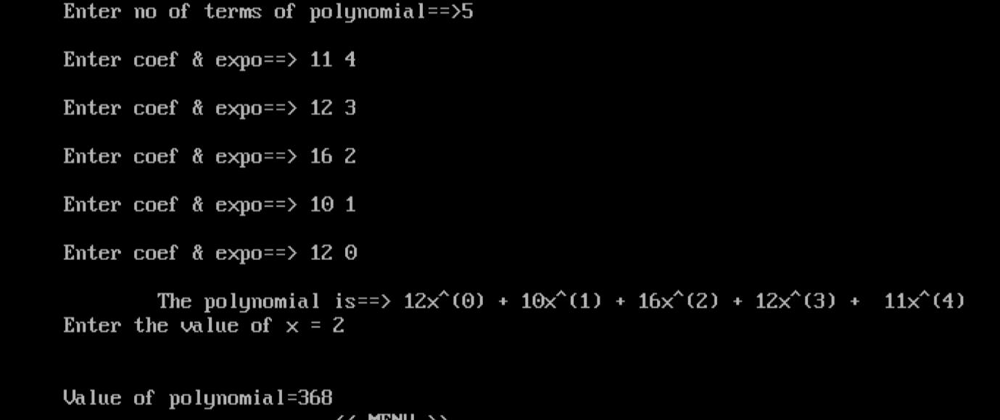 Enter no of terms of polynomial==>5
Enter coef & expo==> 11 4
Enter coef & expo==> 12 3
Enter coef & expo==> 16 2
Enter coef & expo==> 10 1
Enter coef & expo==> 12 0
The polynomial is==> 12x^(0) + 10x^(1) + 16x^(2) + 12x^(3) +  11x^(4)
Enter the value of x = 2
Value of polynomial=368
<< MENU >>